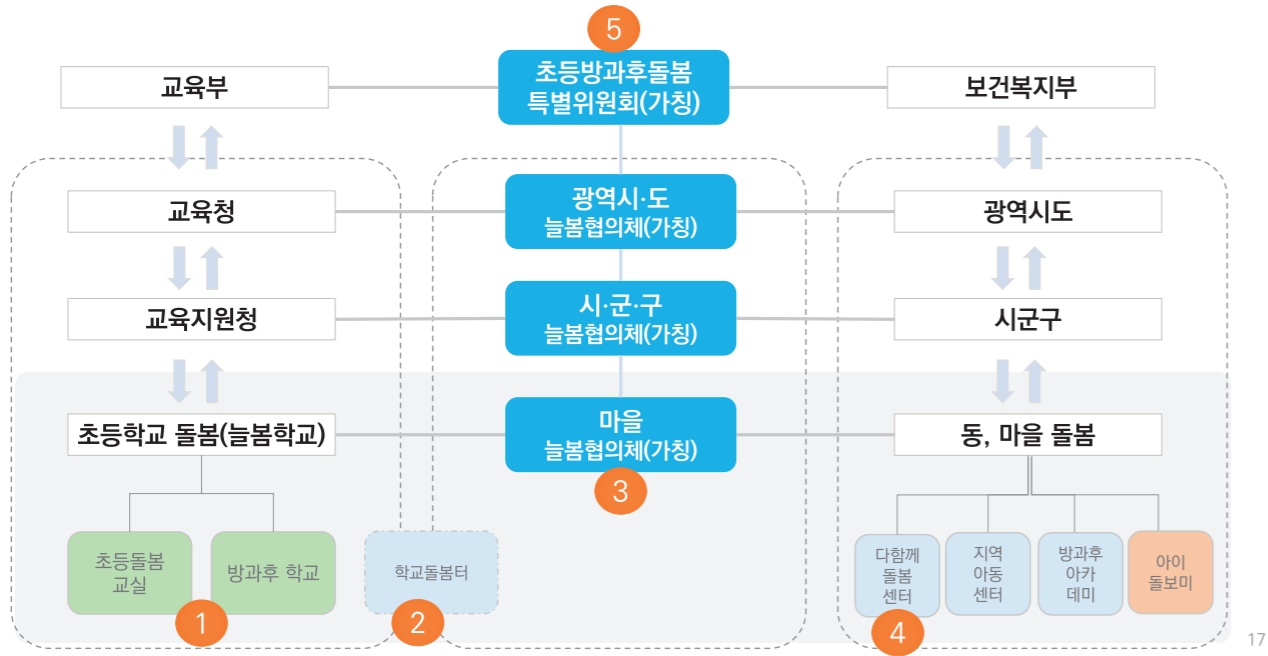 5
교육부
초등방과후돌봄
특별위원회(가칭)
보건복지부
교육청
광역시·도
늘봄협의체(가칭)
광역시도
교육지원청
시·군·구
늘봄협의체(가칭)
시군구
초등학교 돌봄(늘봄학교)
마을
늘봄협의체(가칭)
동, 마을 돌봄
3
초등돌봄
교실
방과후 학교
학교돌봄터
다함께
돌봄
센터
지역
아동
센터
방과후
아카
데미
아이
돌보미
1
2
4
17